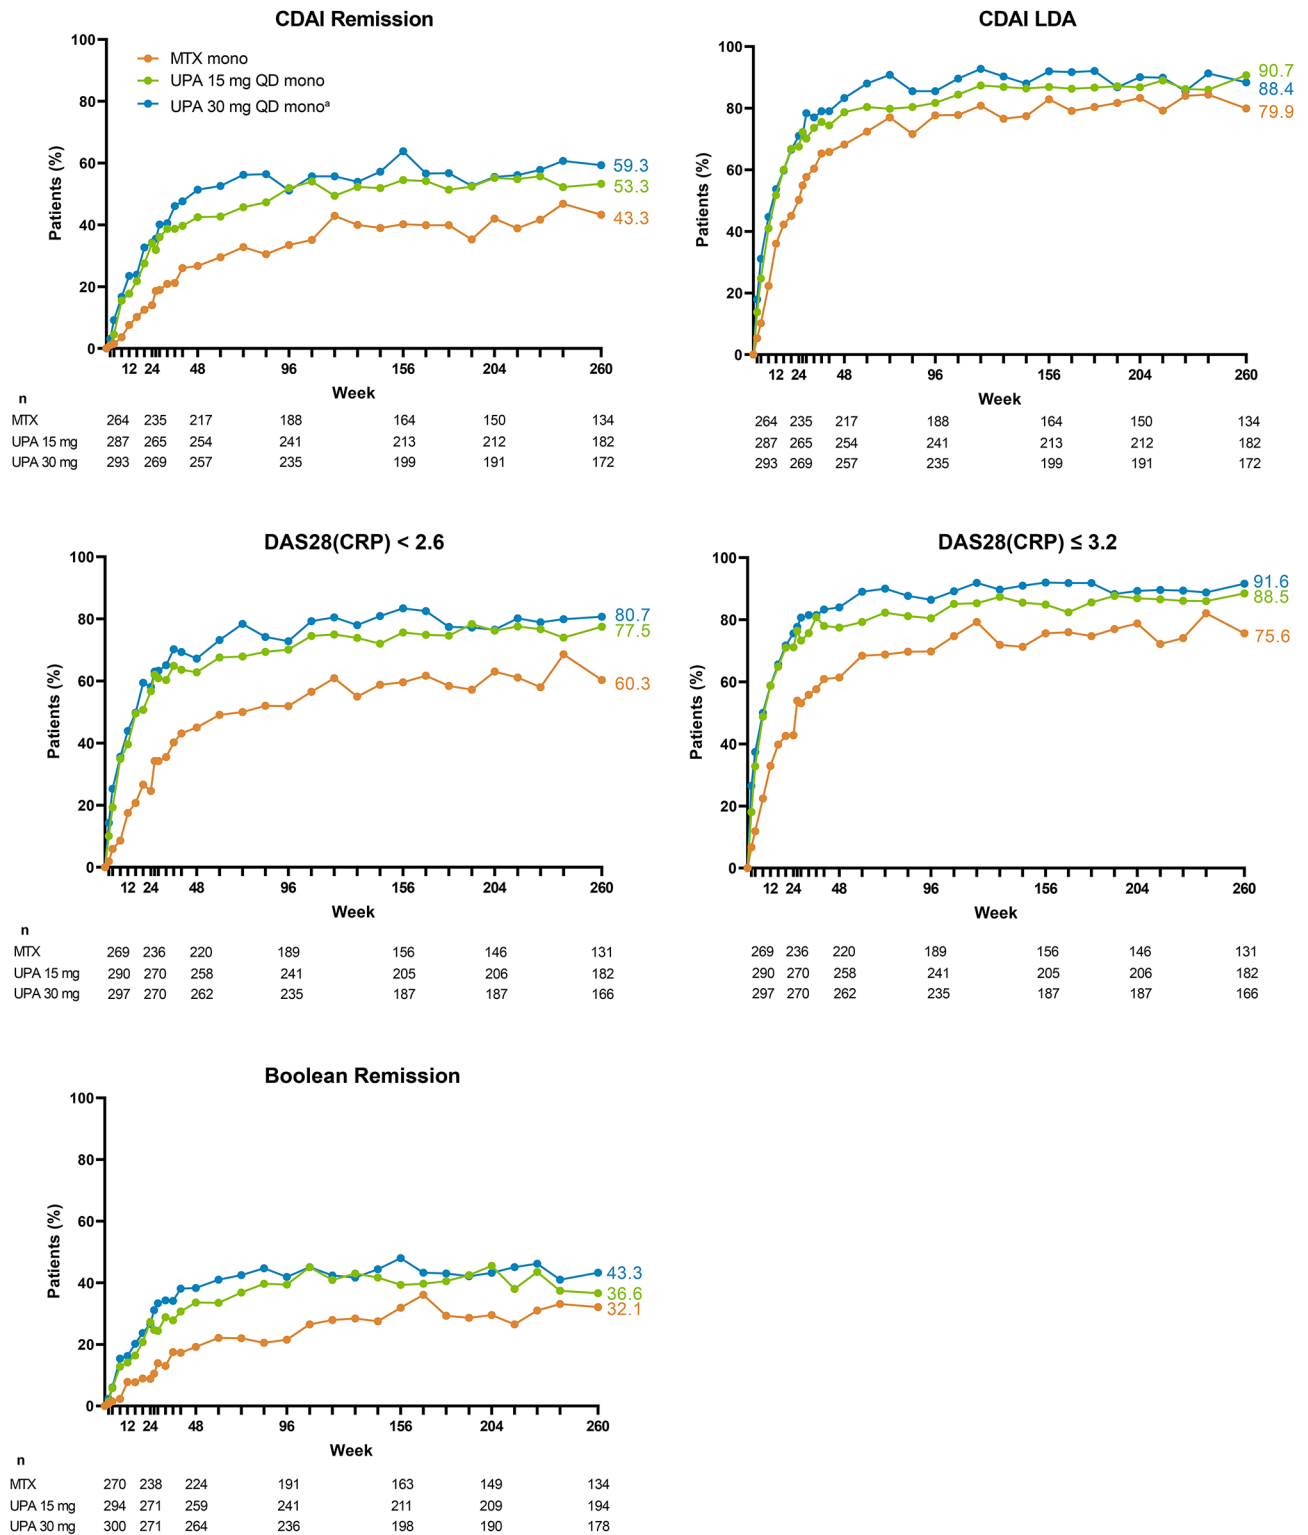 CDAI Remission
100
80
60
40
20
0
Patients (%)
MTX mono
UPA 15 mg QD mono
UPA 30 mg QD monoᵃ
59.3
53.3
43.3
12 24 48 96 156 204 260
Week
n
MTX 264 235 217 188 164 150 134
UPA 15 mg 287 265 254 241 213 212 182
UPA 30 mg 293 269 257 235 199 191 172
CDAI LDA
100
80
60
40
20
0
Patients (%)
90.7
88.4
79.9
12 24 48 96 156 204 260
Week
264 235 217 188 164 150 134
287 265 254 241 213 212 182
293 269 257 235 199 191 172
DAS28(CRP) < 2.6
100
80
60
40
20
0
Patients (%)
80.7
77.5
60.3
12 24 48 96 156 204 260
Week
n
MTX 269 236 220 189 156 146 131
UPA 15 mg 290 270 258 241 205 206 182
UPA 30 mg 297 270 262 235 187 187 166
DAS28(CRP) ≤ 3.2
100
80
60
40
20
0
Patients (%)
91.6
88.5
75.6
12 24 48 96 156 204 260
Week
269 236 220 189 156 146 131
290 270 258 241 205 206 182
297 270 262 235 187 187 166
Boolean Remission
100
80
60
40
20
0
Patients (%)
43.3
36.6
32.1
12 24 48 96 156 204 260
Week
n
MTX 270 238 224 191 163 149 134
UPA 15 mg 294 271 259 241 211 209 194
UPA 30 mg 300 271 264 236 198 190 178